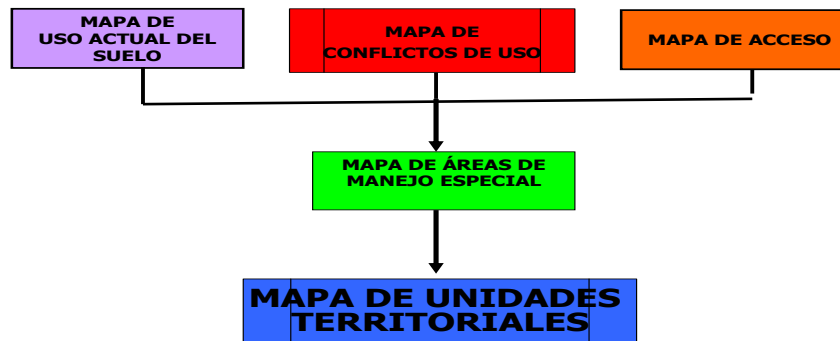 MAPA DE
USO ACTUAL DEL
SUELO
MAPA DE
CONFLICTOS DE USO
MAPA DE ACCESO
MAPA DE ÁREAS DE
MANEJO ESPECIAL
MAPA DE UNIDADES
TERRITORIALES